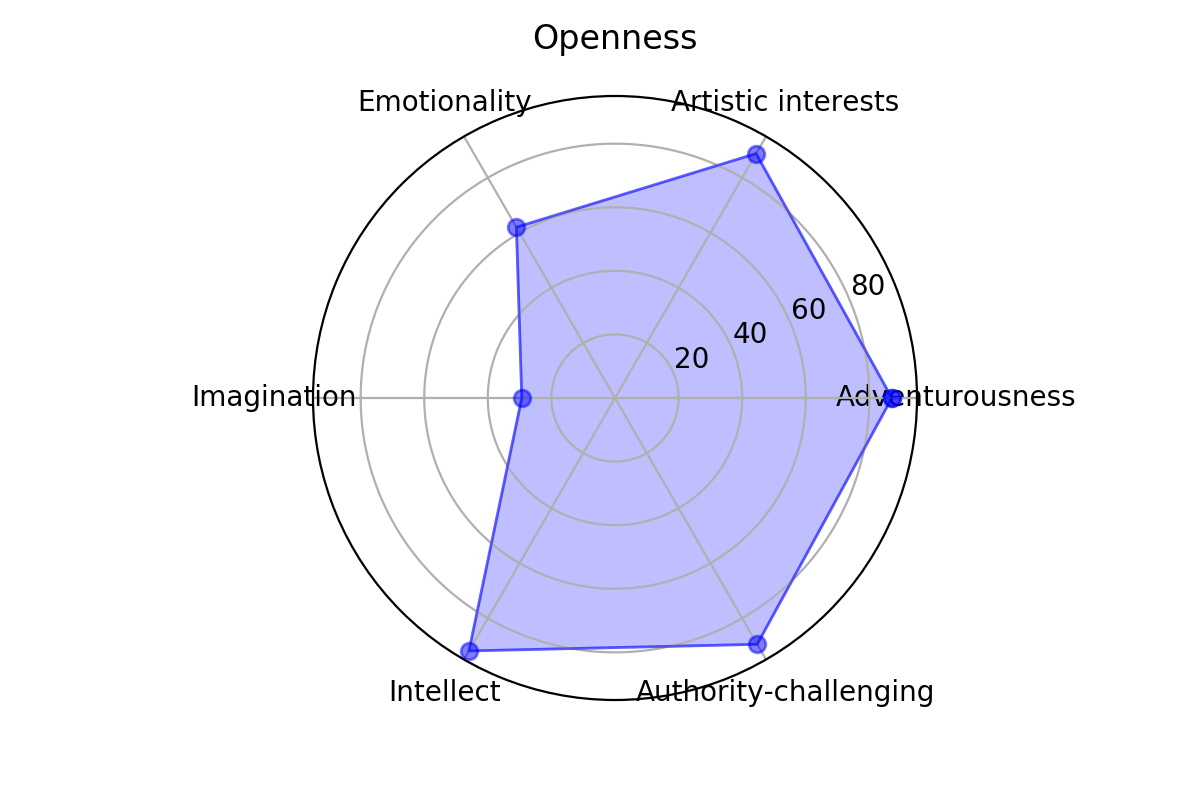 Openness
Emotionality
Artistic interests
80
60
40
20
Imagination
Adventurousness
Intellect
Authority-challenging